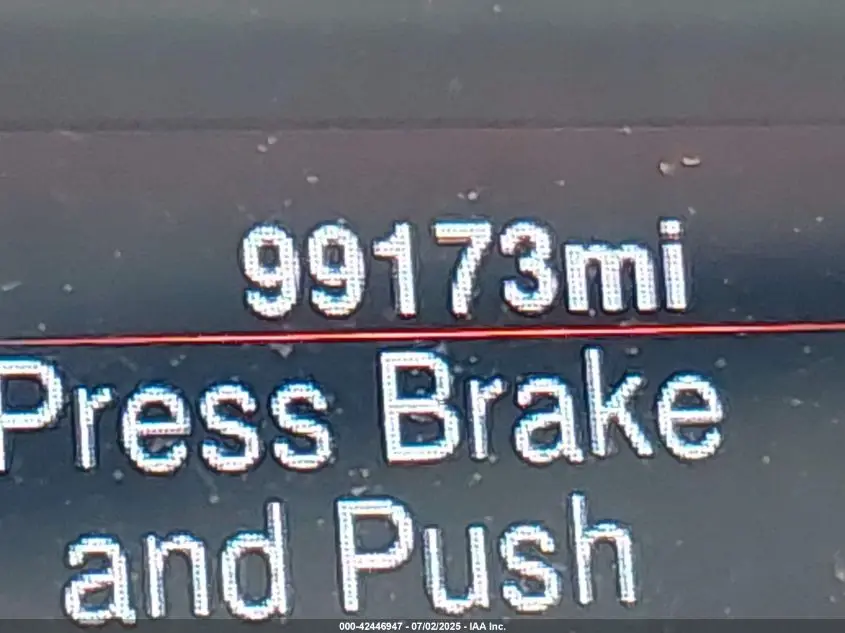 99173mi
Press Brake
and Push
000-42446947 - 07/02/2025 - IAA Inc.